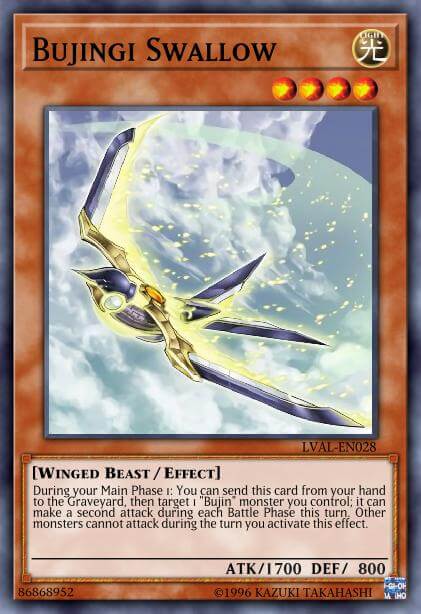 BUJINGI SWALLOW
LIGHT
光
LVAL-EN028
[WINGED BEAST / EFFECT]
During your Main Phase 1: You can send this card from your hand
to the Graveyard, then target 1 "Bujin" monster you control; it can
make a second attack during each Battle Phase this turn. Other
monsters cannot attack during the turn you activate this effect.
ATK/1700 DEF/ 800
86868952
©1996 KAZUKI TAKAHASHI